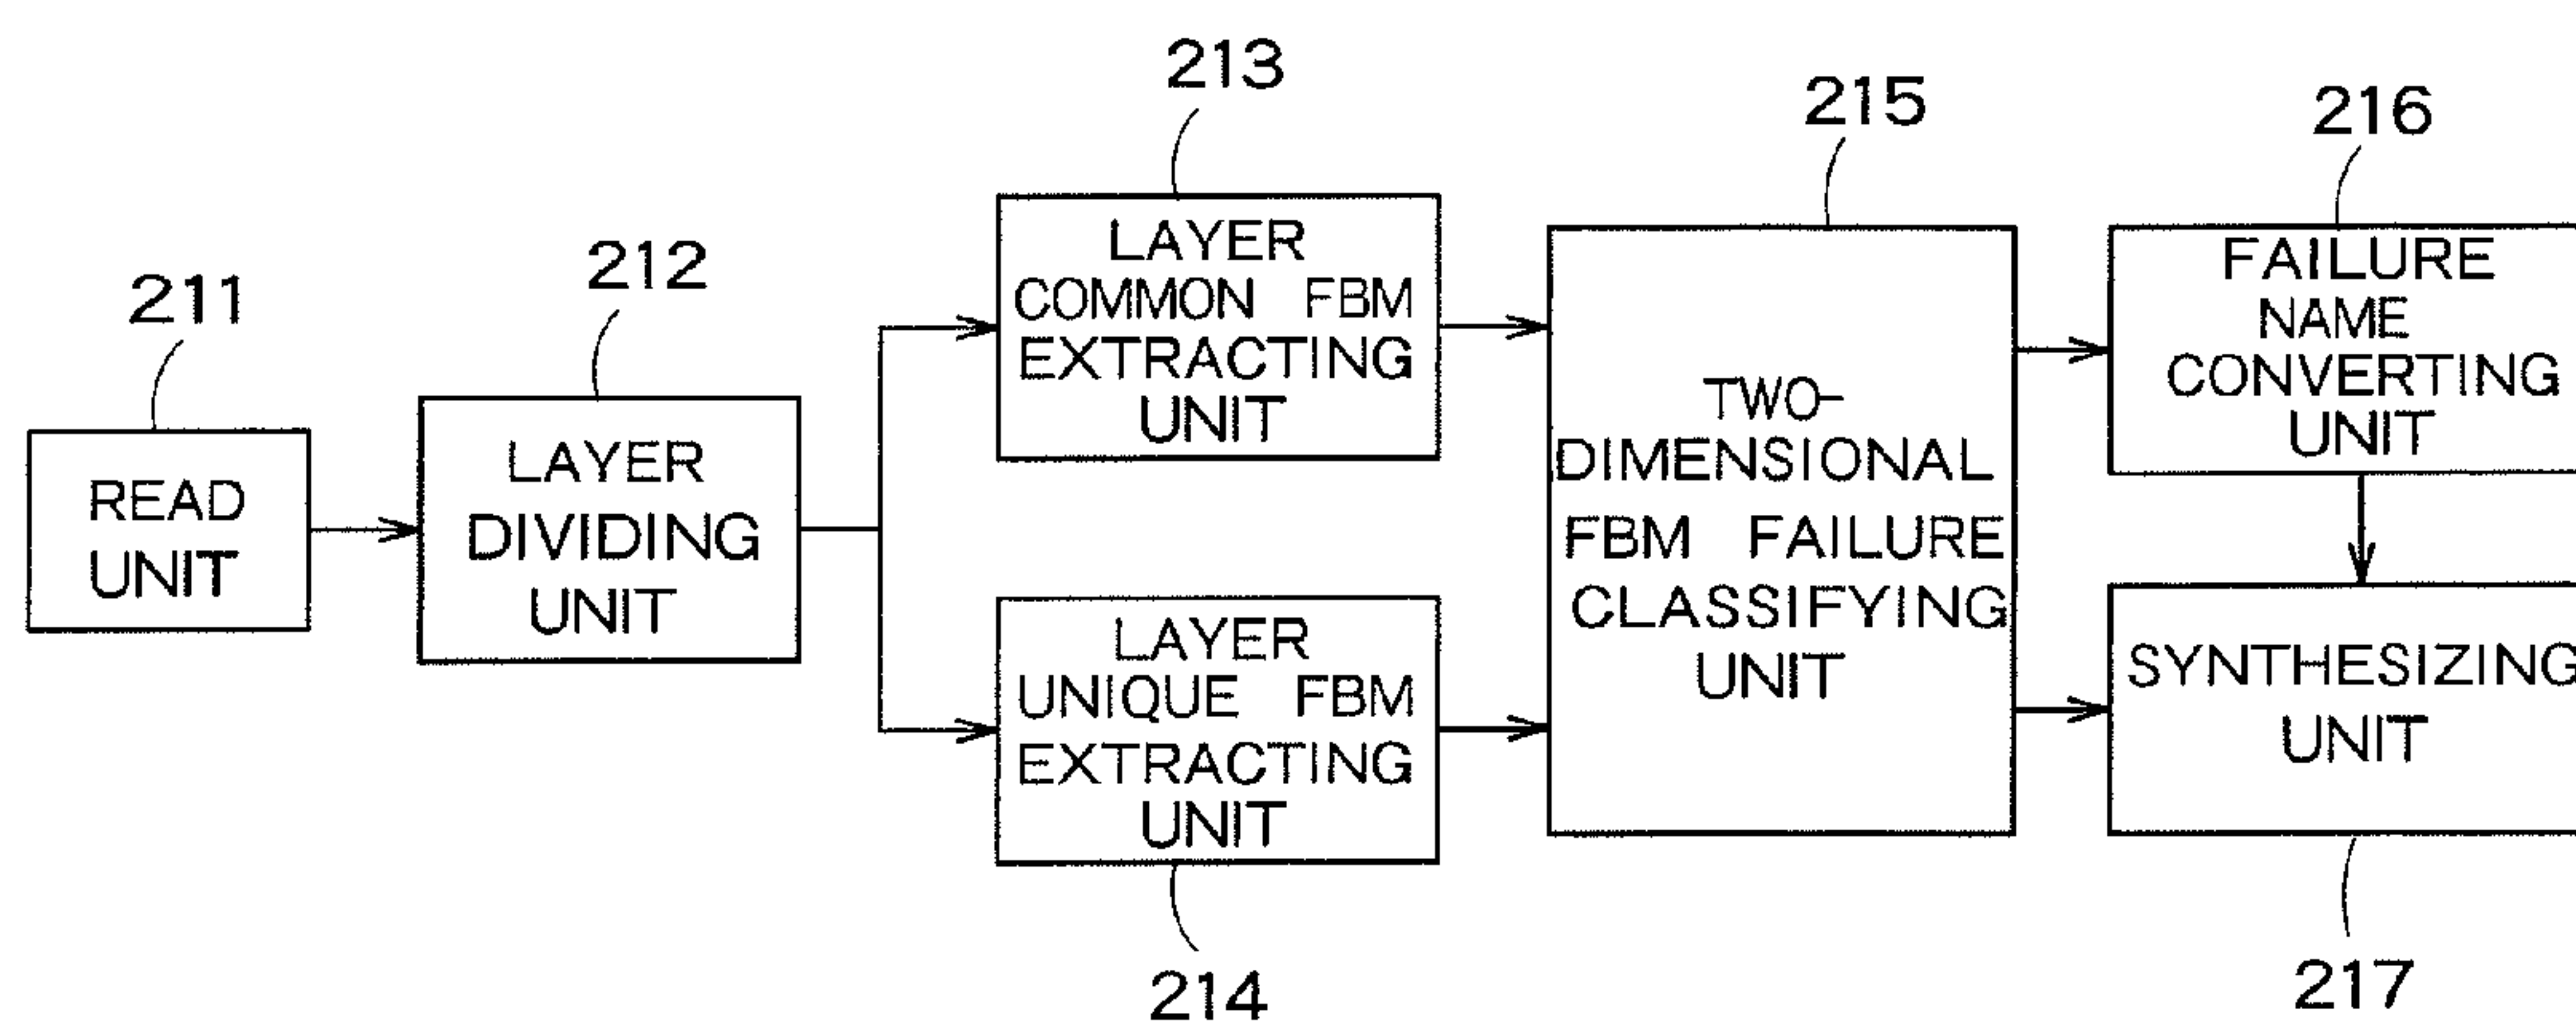 211
READ
UNIT
212
LAYER
DIVIDING
UNIT
213
LAYER
COMMON FBM
EXTRACTING
UNIT
LAYER
UNIQUE FBM
EXTRACTING
UNIT
214
215
TWO-
DIMENSIONAL
FBM FAILURE
CLASSIFYING
UNIT
216
FAILURE
NAME
CONVERTING
UNIT
SYNTHESIZING
UNIT
217